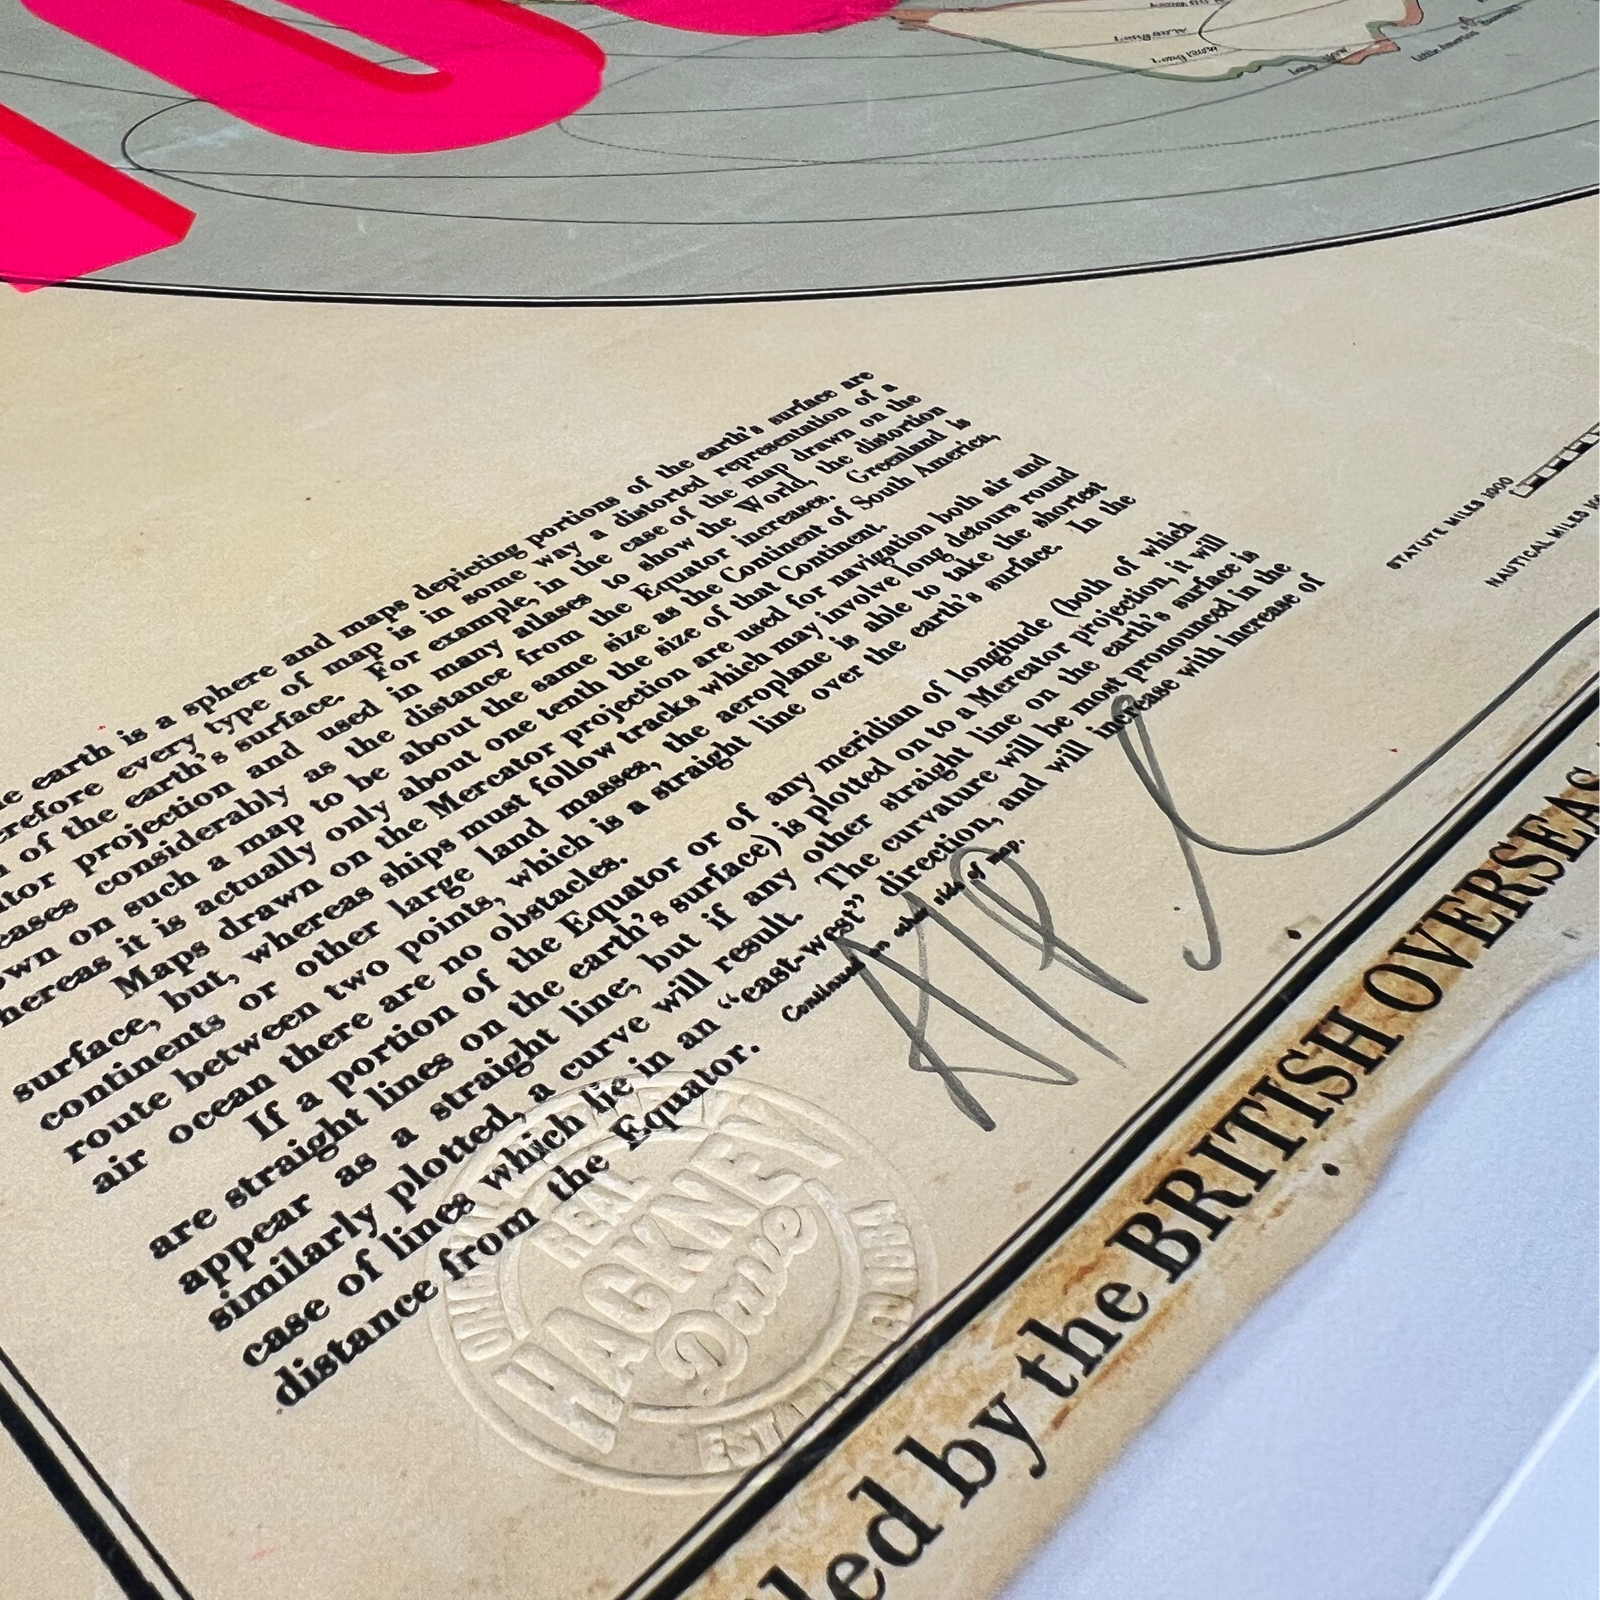 earth is a sphere and maps depicting portions of the earth's surface are
every type of map is in some way a distorted representation of a
of the earth's surface. For example, in the case of the map drawn on the
projection and used in many atlases to show the World, the distortion
considerably as the distance from the Equator increases. Greenland is
on such a map to be about the same size as the Continent of South America,
whereas it is actually only about one tenth the size of that Continent.
Maps drawn on the Mercator projection are used for navigation both air and
surface, but, whereas ships must follow tracks which may involve long detours round
continents or other large land masses, the aeroplane is able to take the shortest
route between two points, which is a straight line over the earth's surface. In the
air ocean there are no obstacles.
If a portion of the Equator or of any meridian of longitude (both of which
are straight lines on the earth's surface) is plotted on to a Mercator projection, it will
appear as a straight line; but if any other straight line on the earth's surface is
similarly plotted, a curve will result. The curvature will be most pronounced in the
case of lines which lie in an "east-west" direction, and will increase with increase of
distance from the Equator.
Continued on other side of map.
STATUTE MILES 1000
NAUTICAL MILES
REAL
HACKNEY
Dave
by the BRITISH OVERSEAS